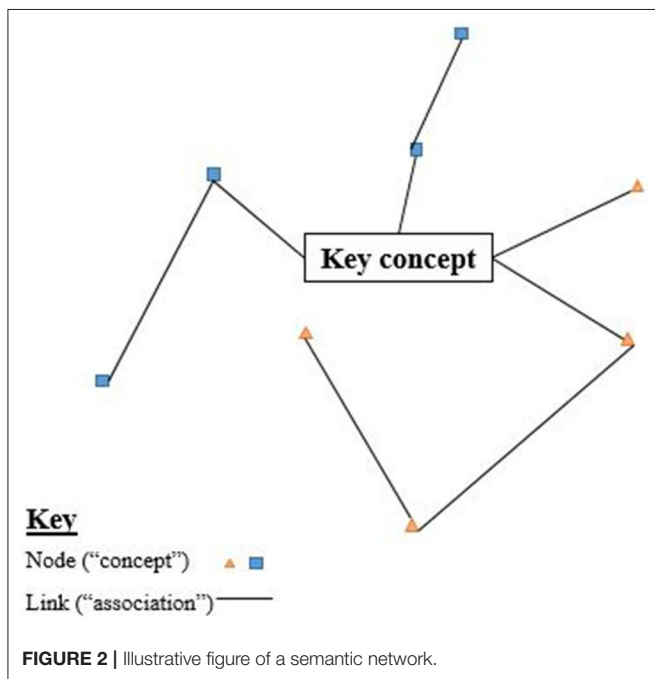 Key concept
Key
Node (“concept”)
Link (“association”)
FIGURE 2 | Illustrative figure of a semantic network.